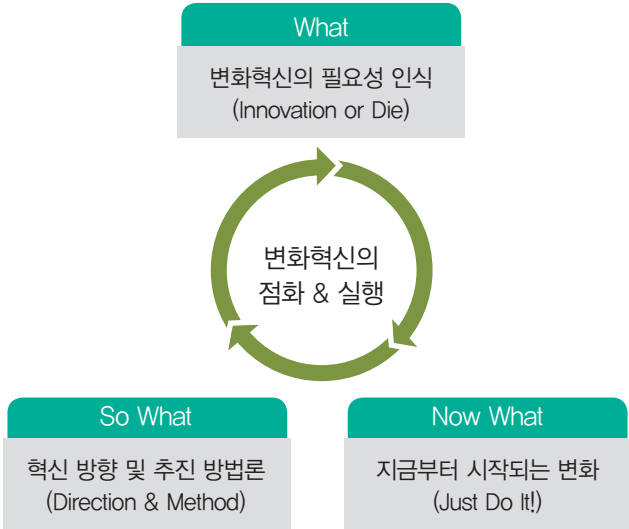 What
변화혁신의 필요성 인식
(Innovation or Die)
변화혁신의
점화 & 실행
So What
혁신 방향 및 추진 방법론
(Direction & Method)
Now What
지금부터 시작되는 변화
(Just Do It!)